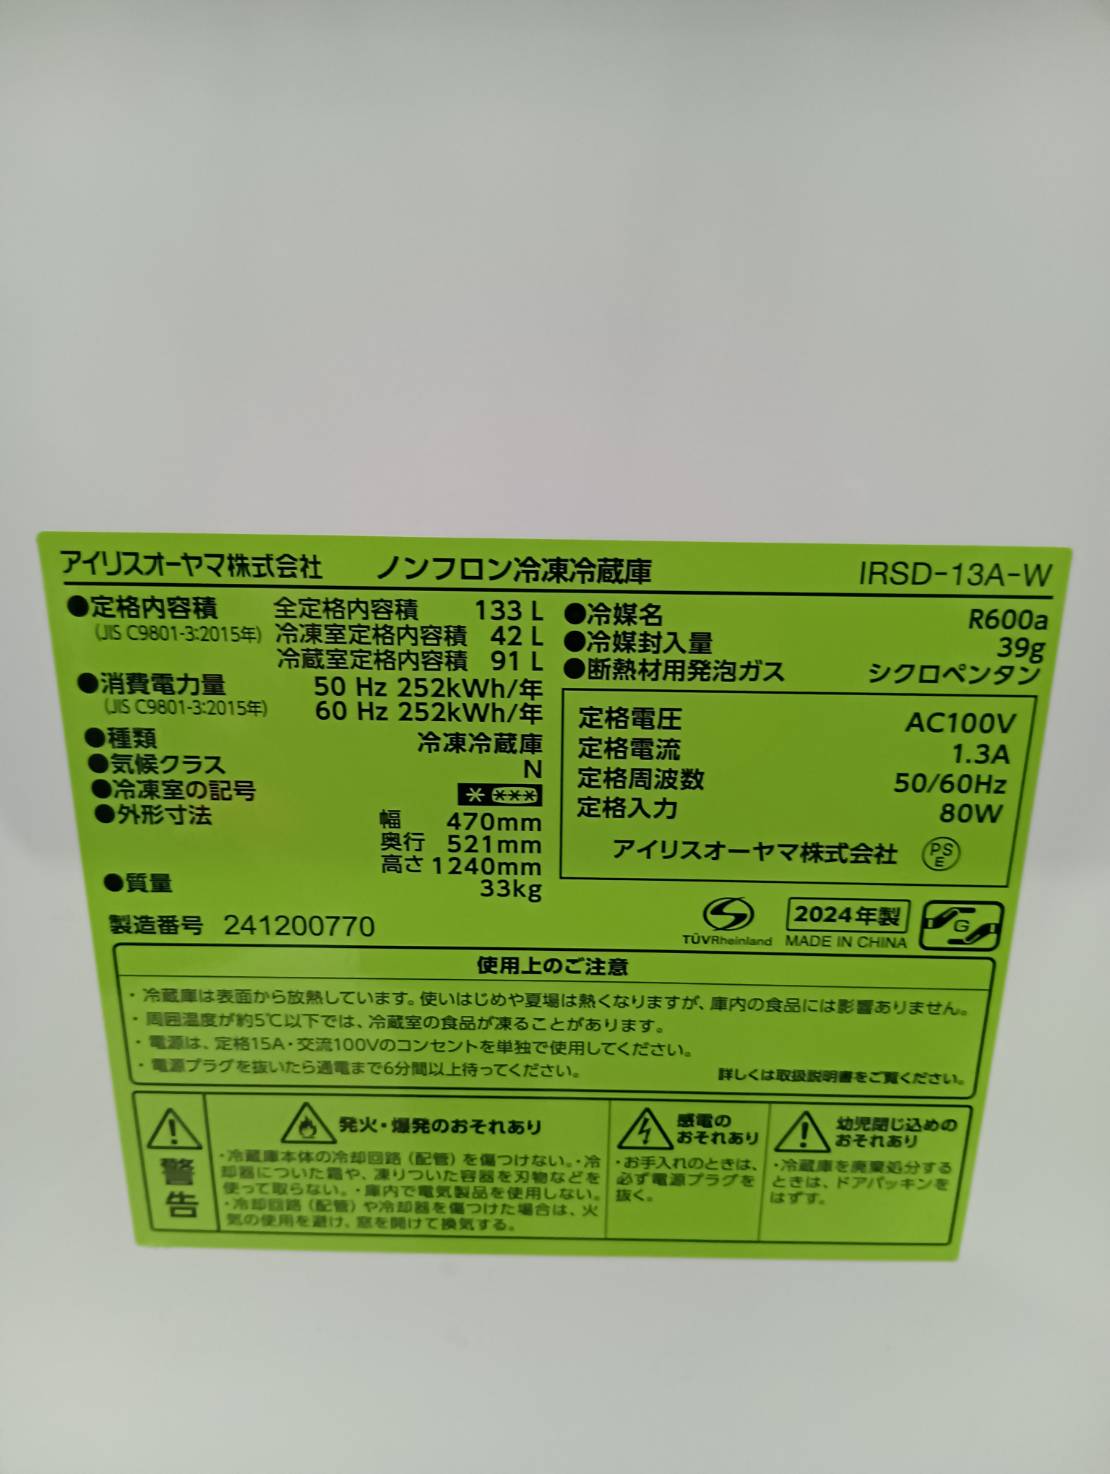 アイリスオーヤマ株式会社 ノンフロン冷凍冷蔵庫 IRSD-13A-W
●定格内容積 全定格内容積 133 L
(JIS C9801-3:2015年) 冷凍室定格内容積 42 L
冷蔵室定格内容積 91 L
●消費電力量 50 Hz 252kWh/年
(JIS C9801-3:2015年) 60 Hz 252kWh/年
●種類 冷凍冷蔵庫
●気候クラス N
●冷凍室の記号 * ***
●外形寸法 幅 470mm
奥行 521mm
高さ 1240mm
●質量 33kg
製造番号 241200770
●冷媒名 R600a
●冷媒封入量 39g
●断熱材用発泡ガス シクロペンタン
定格電圧 AC100V
定格電流 1.3A
定格周波数 50/60Hz
定格入力 80W
アイリスオーヤマ株式会社 PSE
TÜVRheinland
2024年製
MADE IN CHINA
G
使用上のご注意
・冷蔵庫は表面から放熱しています。使いはじめや夏場は熱くなりますが、庫内の食品には影響ありません。
・周囲温度が約5℃以下では、冷蔵室の食品が凍ることがあります。
・電源は、定格15A・交流100Vのコンセントを単独で使用してください。
・電源プラグを抜いたら通電まで6分間以上待ってください。
詳しくは取扱説明書をご覧ください。
警告
発火・爆発のおそれあり
・冷蔵庫本体の冷却回路（配管）を傷つけない。・冷
却器についた霜や、凍りついた容器を刃物などを
使って取らない。・庫内で電気製品を使用しない。
・冷却回路（配管）や冷却器を傷つけた場合は、火
気の使用を避け、窓を開けて換気する。
感電の
おそれあり
・お手入れのときは、
必ず電源プラグを
抜く。
幼児閉じ込めの
おそれあり
・冷蔵庫を廃棄処分する
ときは、ドアパッキンを
はずす。